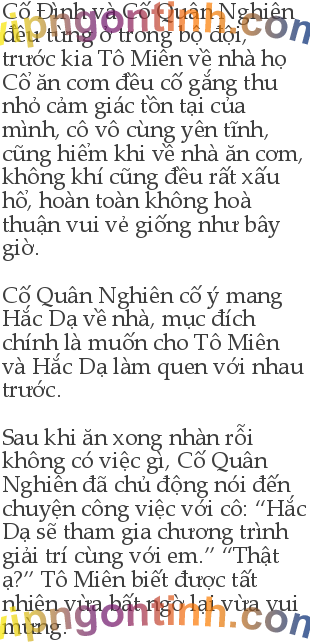 Cố Đình và Cố Quân Nghiên
đều từng ở trong bộ đội,
trước kia Tô Miên về nhà họ
Cố ăn cơm đều cố gắng thu
nhỏ cảm giác tồn tại của
mình, cô vô cùng yên tĩnh,
cũng hiểm khi về nhà ăn cơm,
không khí cũng đều rất xấu
hổ, hoàn toàn không hoà
thuận vui vẻ giống như bây
giờ.
Cố Quân Nghiên cố ý mang
Hắc Dạ về nhà, mục đích
chính là muốn cho Tô Miên
và Hắc Dạ làm quen với nhau
trước.
Sau khi ăn xong nhàn rỗi
không có việc gì, Cố Quân
Nghiên đã chủ động nói đến
chuyện công việc với cô: “Hắc
Dạ sẽ tham gia chương trình
giải trí cùng với em.” “Thật
ạ?” Tô Miên biết được tất
nhiên vừa bất ngờ lại vừa vui
mừng.
vipngontinh.com
vipngontinh.com